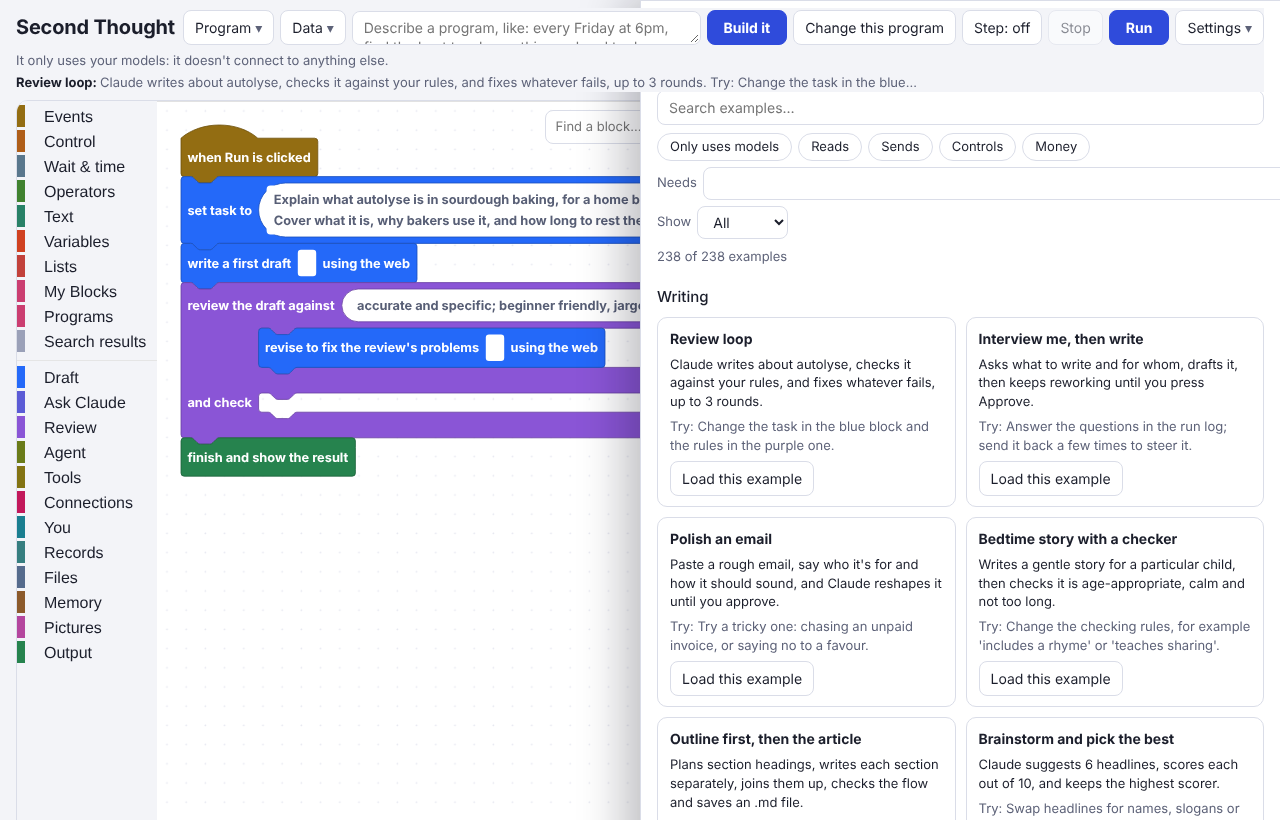 Second Thought
Program ▾
Data ▾
Describe a program, like: every Friday at 6pm,
Build it
Change this program
Step: off
Stop
Run
Settings ▾
It only uses your models: it doesn't connect to anything else.
Review loop: Claude writes about autolyse, checks it against your rules, and fixes whatever fails, up to 3 rounds. Try: Change the task in the blue...
Events
Control
Wait & time
Operators
Text
Variables
Lists
My Blocks
Programs
Search results
Draft
Ask Claude
Review
Agent
Tools
Connections
You
Records
Files
Memory
Pictures
Output
Find a block...
when Run is clicked
set task to
Explain what autolyse is in sourdough baking, for a home b
Cover what it is, why bakers use it, and how long to rest the
write a first draft using the web
review the draft against accurate and specific; beginner friendly, jarg
revise to fix the review's problems using the web
and check
finish and show the result
Search examples...
Only uses models
Reads
Sends
Controls
Money
Needs
Show All
238 of 238 examples
Writing
Review loop
Claude writes about autolyse, checks it
against your rules, and fixes whatever fails,
up to 3 rounds.
Try: Change the task in the blue block and
the rules in the purple one.
Load this example
Interview me, then write
Asks what to write and for whom, drafts it,
then keeps reworking until you press
Approve.
Try: Answer the questions in the run log;
send it back a few times to steer it.
Load this example
Polish an email
Paste a rough email, say who it's for and
how it should sound, and Claude reshapes it
until you approve.
Try: Try a tricky one: chasing an unpaid
invoice, or saying no to a favour.
Load this example
Bedtime story with a checker
Writes a gentle story for a particular child,
then checks it is age-appropriate, calm and
not too long.
Try: Change the checking rules, for example
'includes a rhyme' or 'teaches sharing'.
Load this example
Outline first, then the article
Plans section headings, writes each section
separately, joins them up, checks the flow
and saves an .md file.
Brainstorm and pick the best
Claude suggests 6 headlines, scores each
out of 10, and keeps the highest scorer.
Try: Swap headlines for names, slogans or